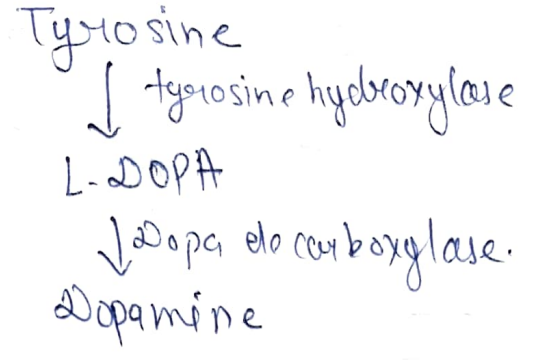 Tyrosine
tyrosine hydroxylase
L-DOPA
Dopa decarboxylase.
Dopamine